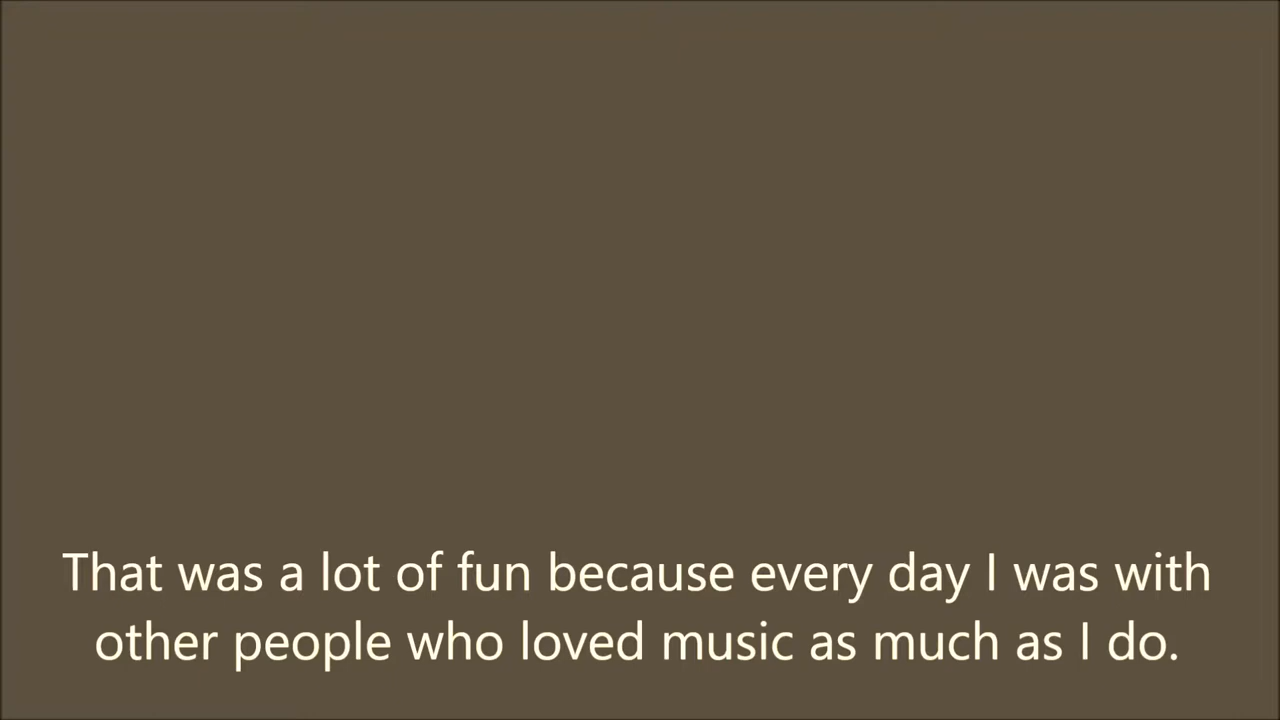 That was a lot of fun because every day I was with
other people who loved music as much as I do.